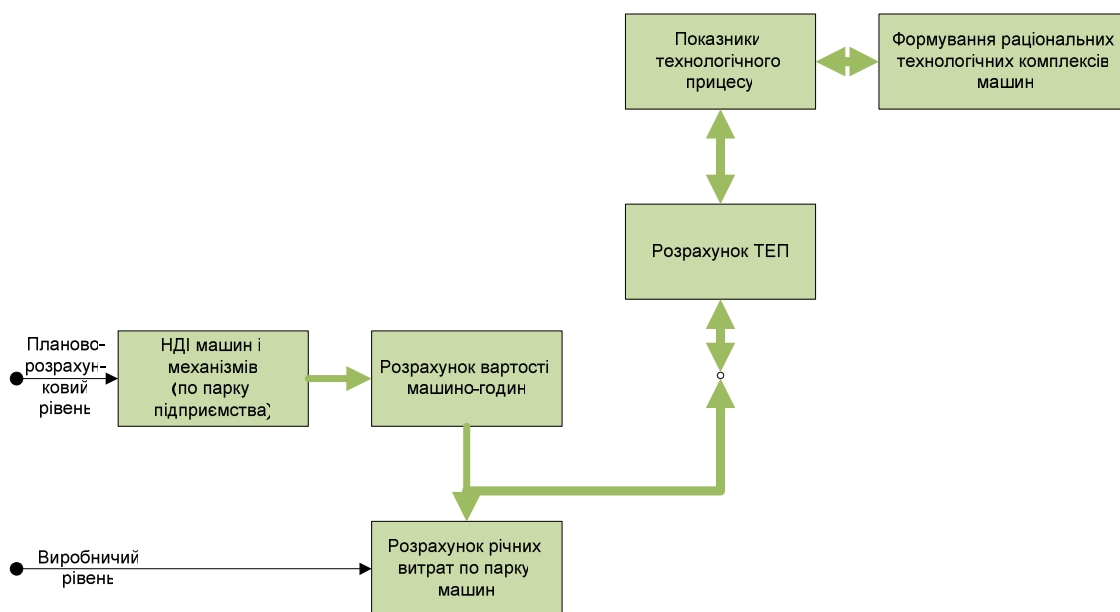 Показники
технологічного
прицесу
Формування раціональних
технологічних комплексів
машин
Розрахунок ТЕП
Планово-
розрахун-
ковий
рівень
НДІ машин і
механізмів
(по парку
підприємства)
Розрахунок вартості
машино-годин
Виробничий
рівень
Розрахунок річних
витрат по парку
машин